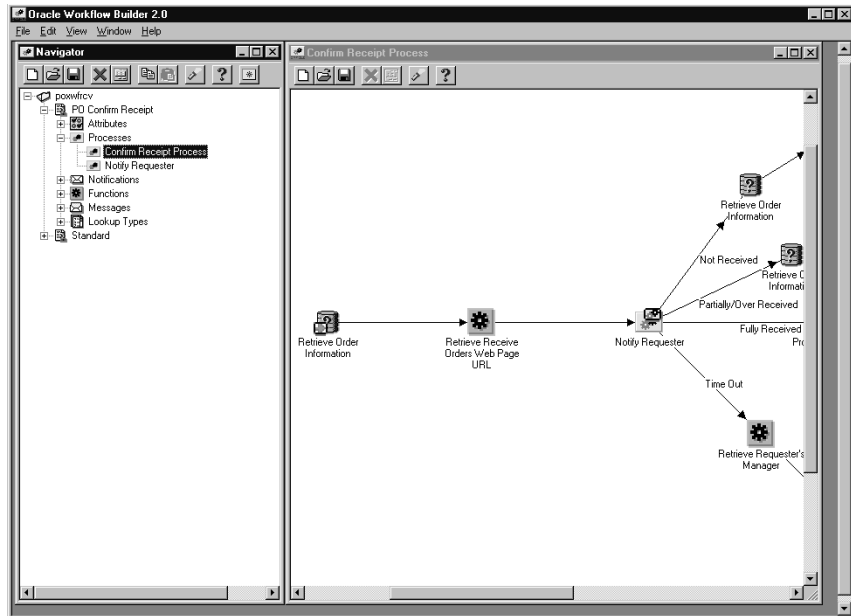 Oracle Workflow Builder 2.0
File Edit View Window Help
Navigator
poxwfrcv
PO Confirm Receipt
Attributes
Processes
Confirm Receipt Process
Notify Requester
Notifications
Functions
Messages
Lookup Types
Standard
Confirm Receipt Process
Retrieve Order
Information
Not Received
Retrieve O
Informati
Partially/Over Received
Retrieve Order
Information
Retrieve Receive
Orders Web Page
URL
Notify Requester
Fully Received
Pro
Time Out
Retrieve Requester's
Manager